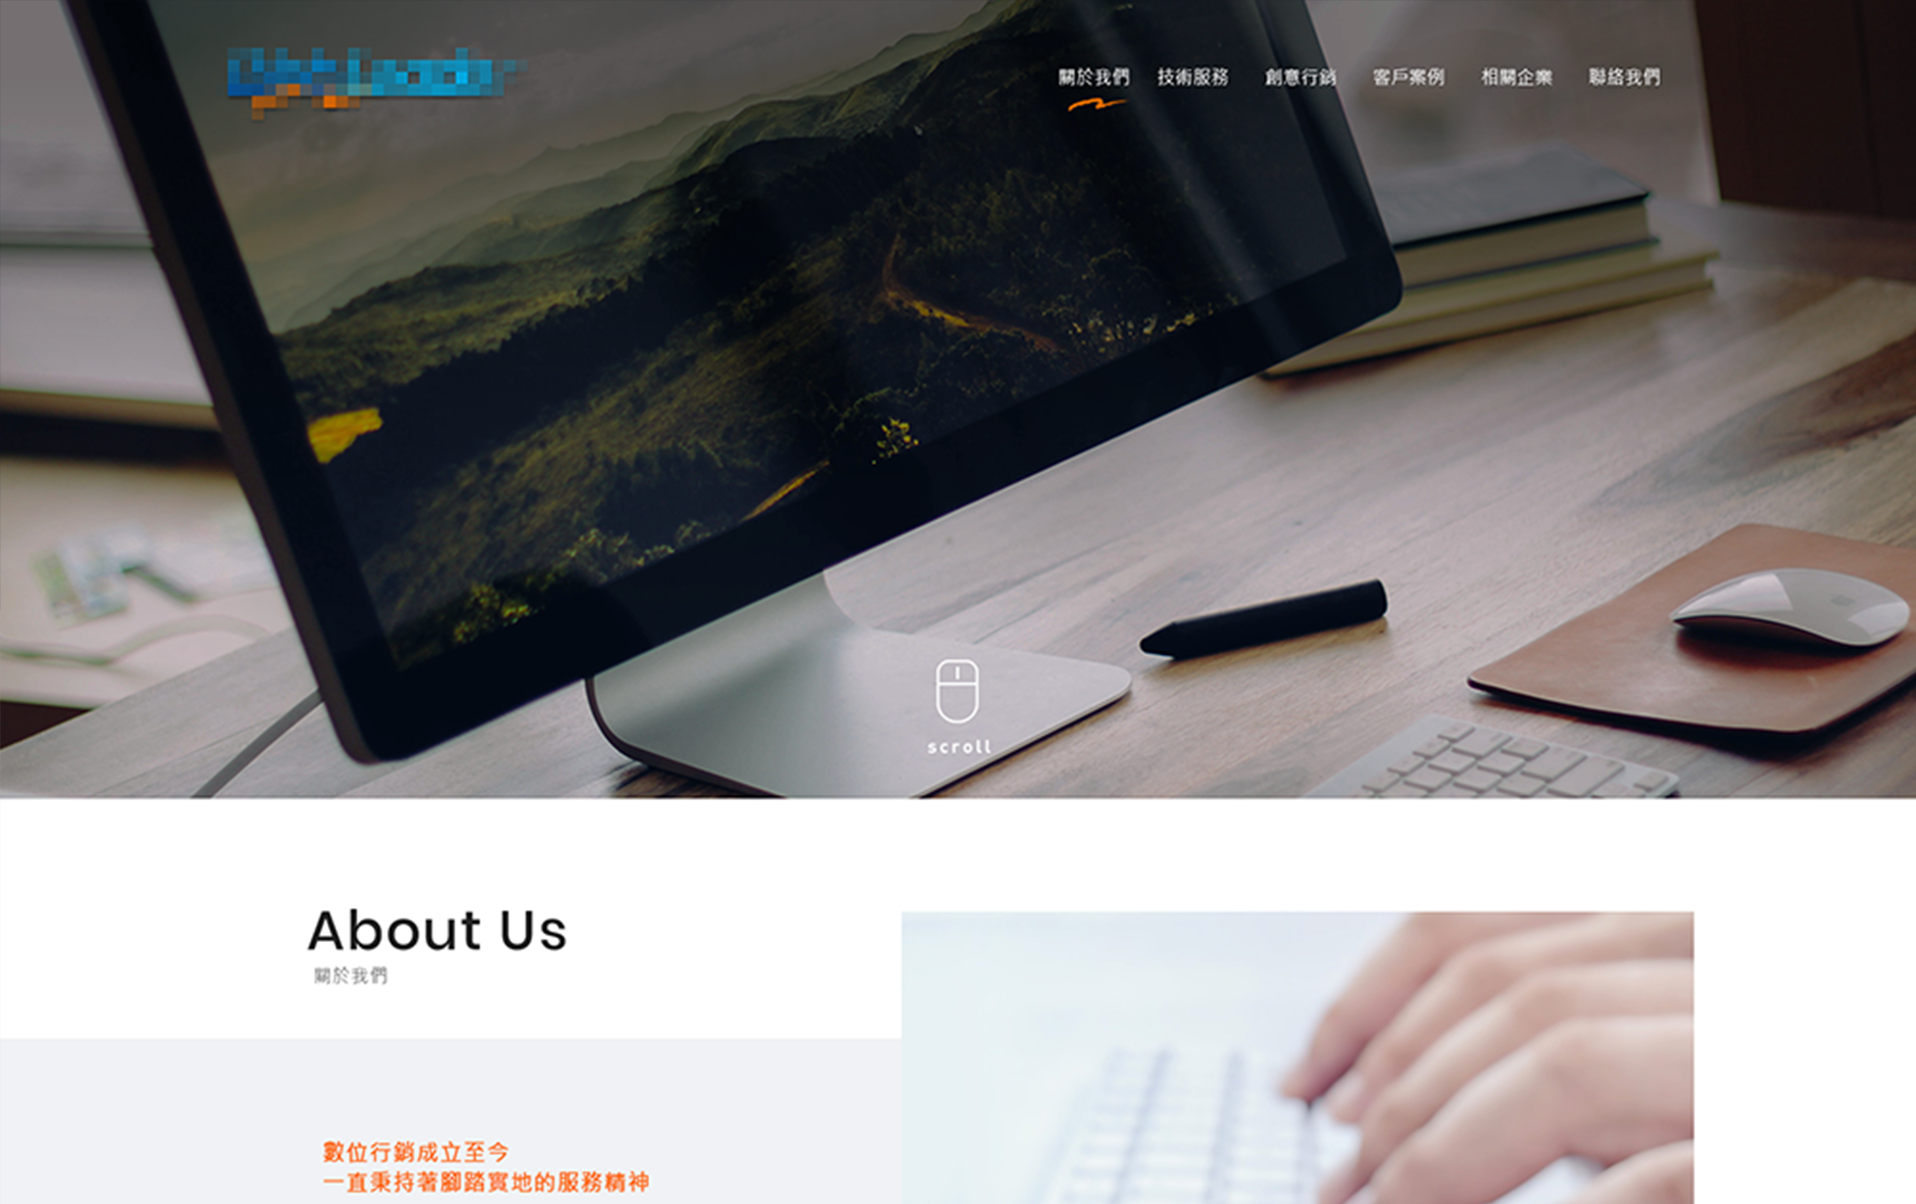 關於我們 技術服務 創意行銷 客戶案例 相關企業 聯絡我們
scroll
About Us
關於我們
數位行銷成立至今
一直秉持著腳踏實地的服務精神